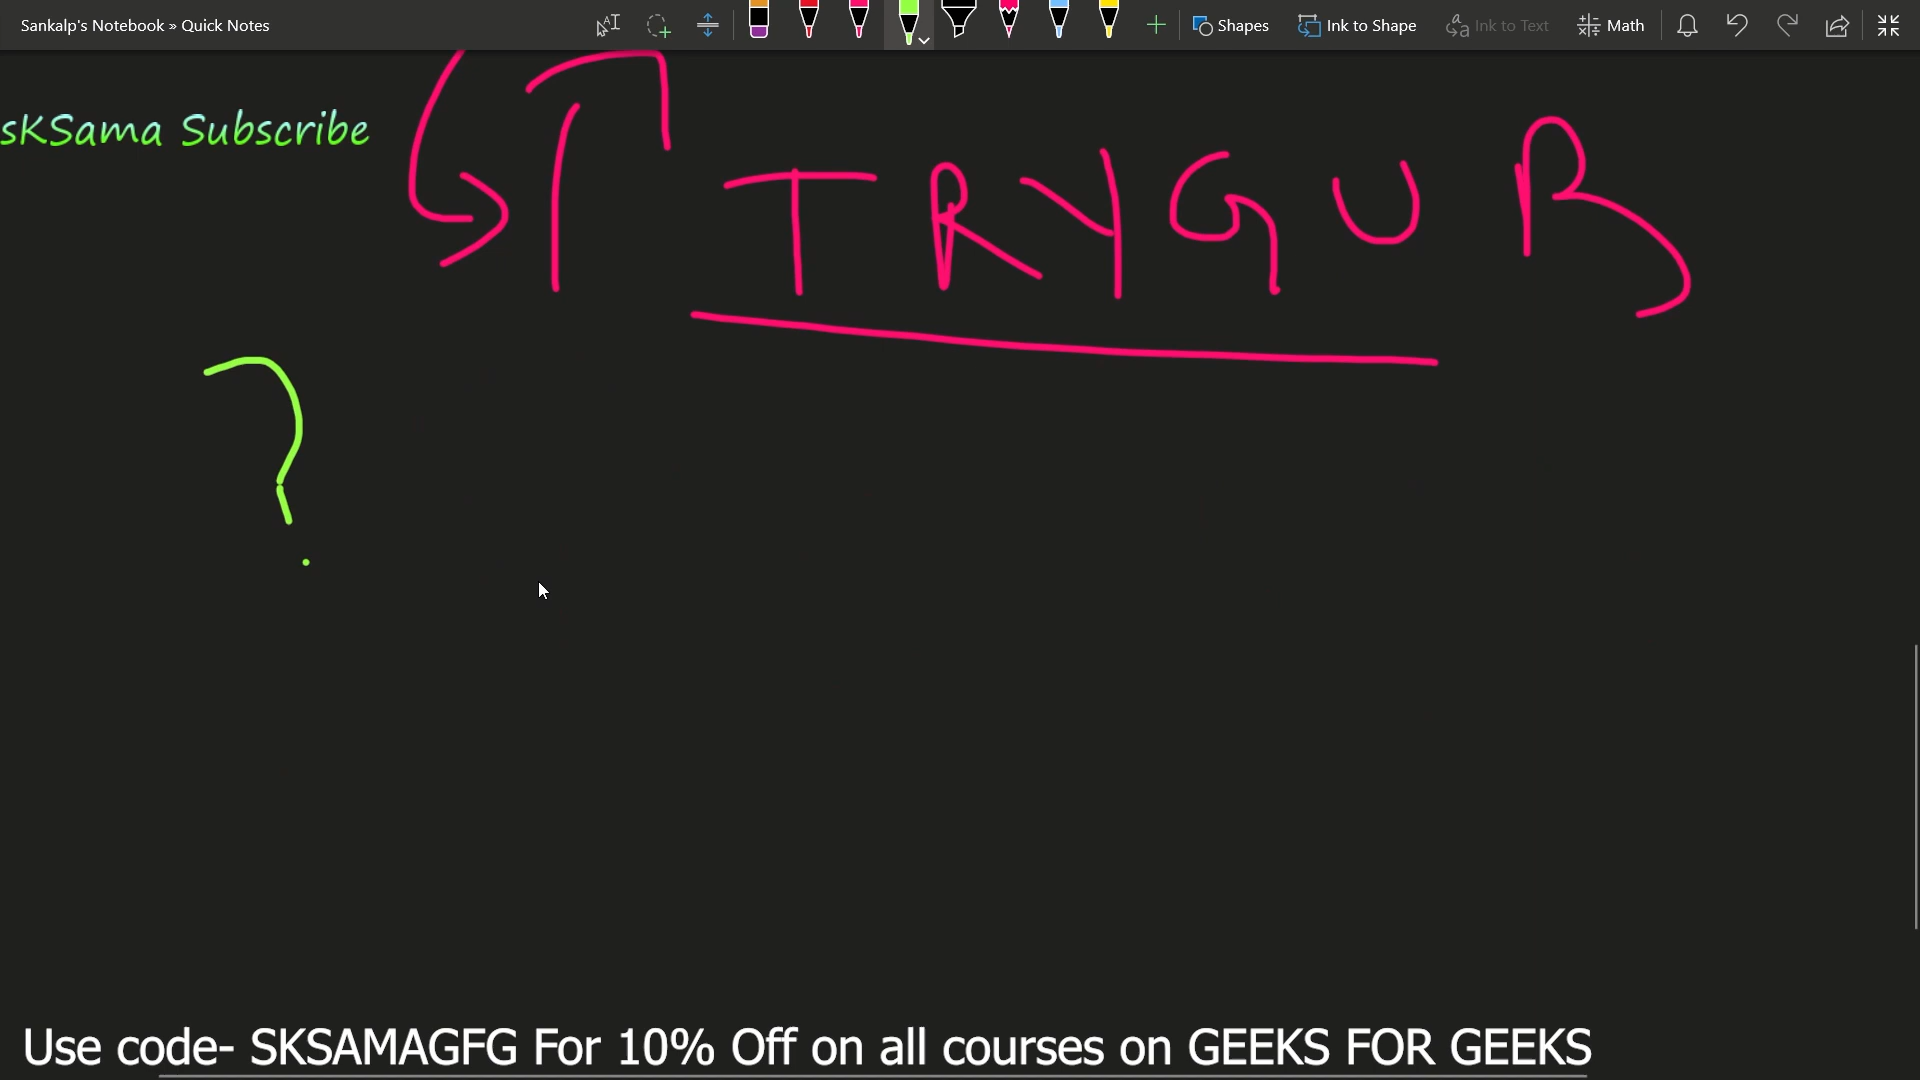 Sankalp's Notebook » Quick Notes
Shapes
Ink to Shape
Ink to Text
Math
sKSama Subscribe
TRYGUB
?
Use code- SKSAMAGFG For 10% Off on all courses on GEEKS FOR GEEKS